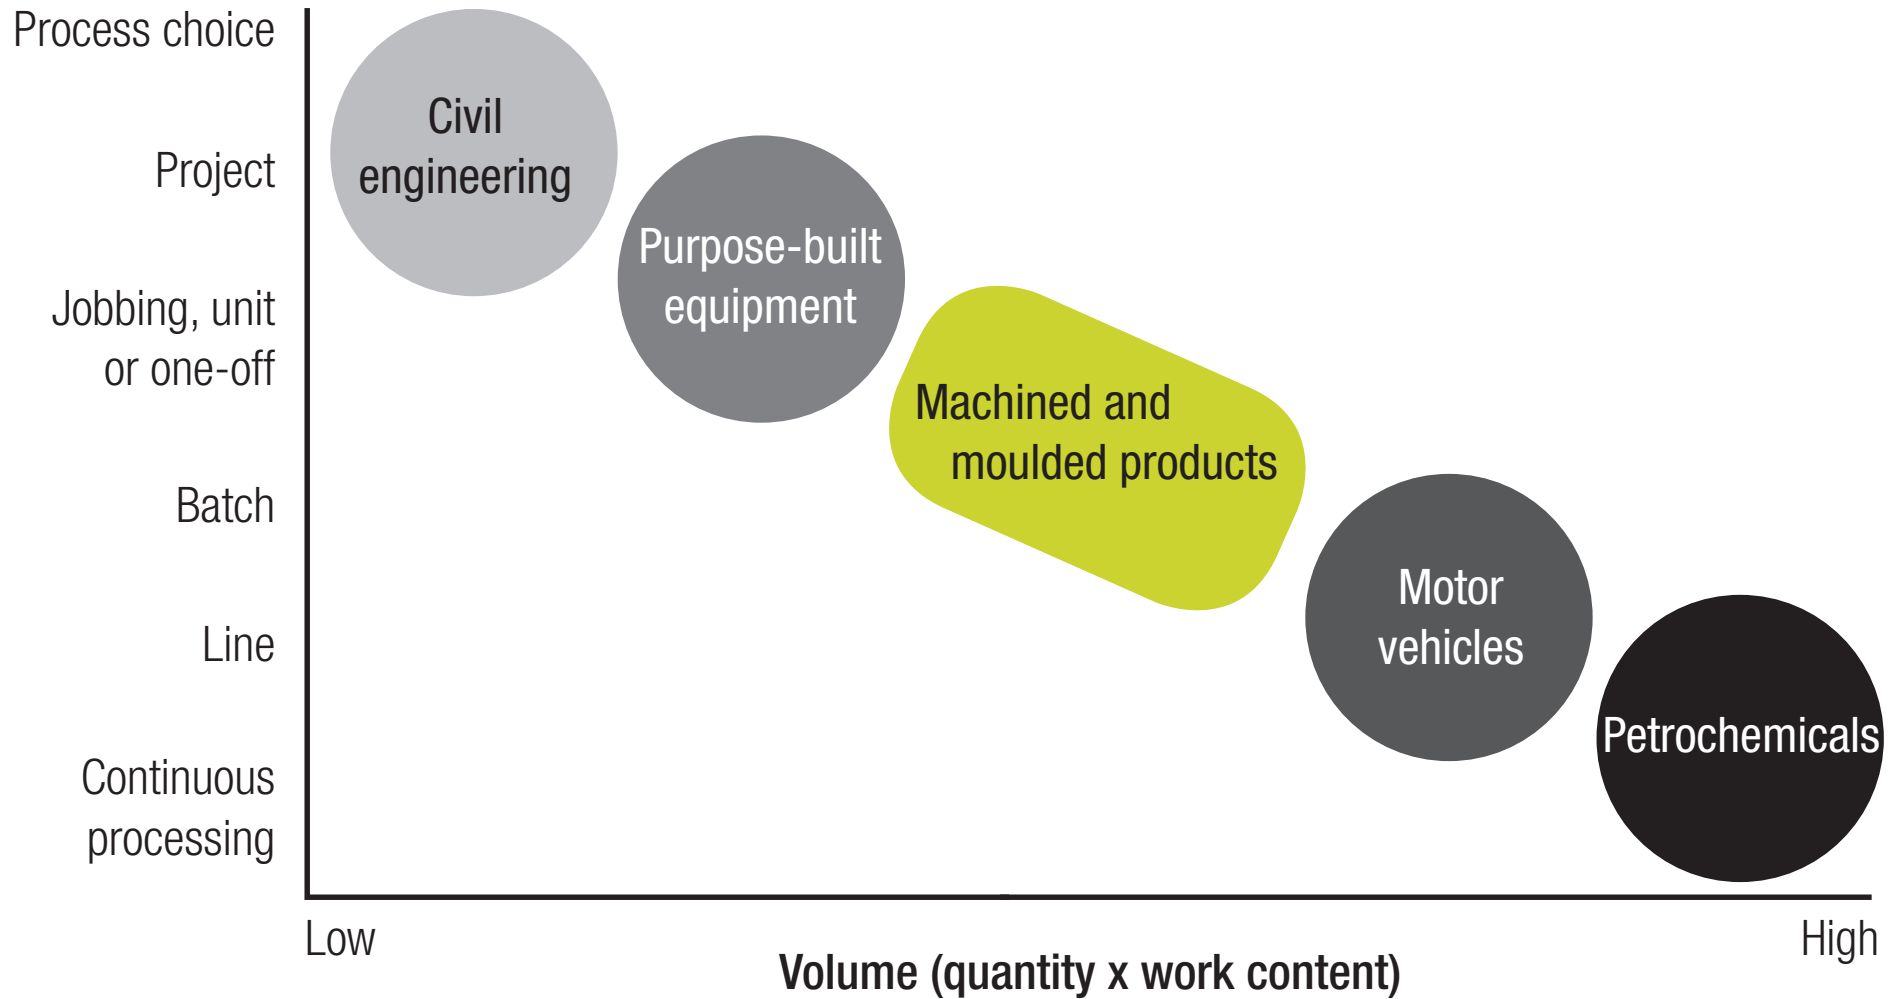 Process choice
Project
Jobbing, unit
or one-off
Batch
Line
Continuous
processing
Civil
engineering
Purpose-built
equipment
Machined and
moulded products
Motor
vehicles
Petrochemicals
Low
High
Volume (quantity x work content)